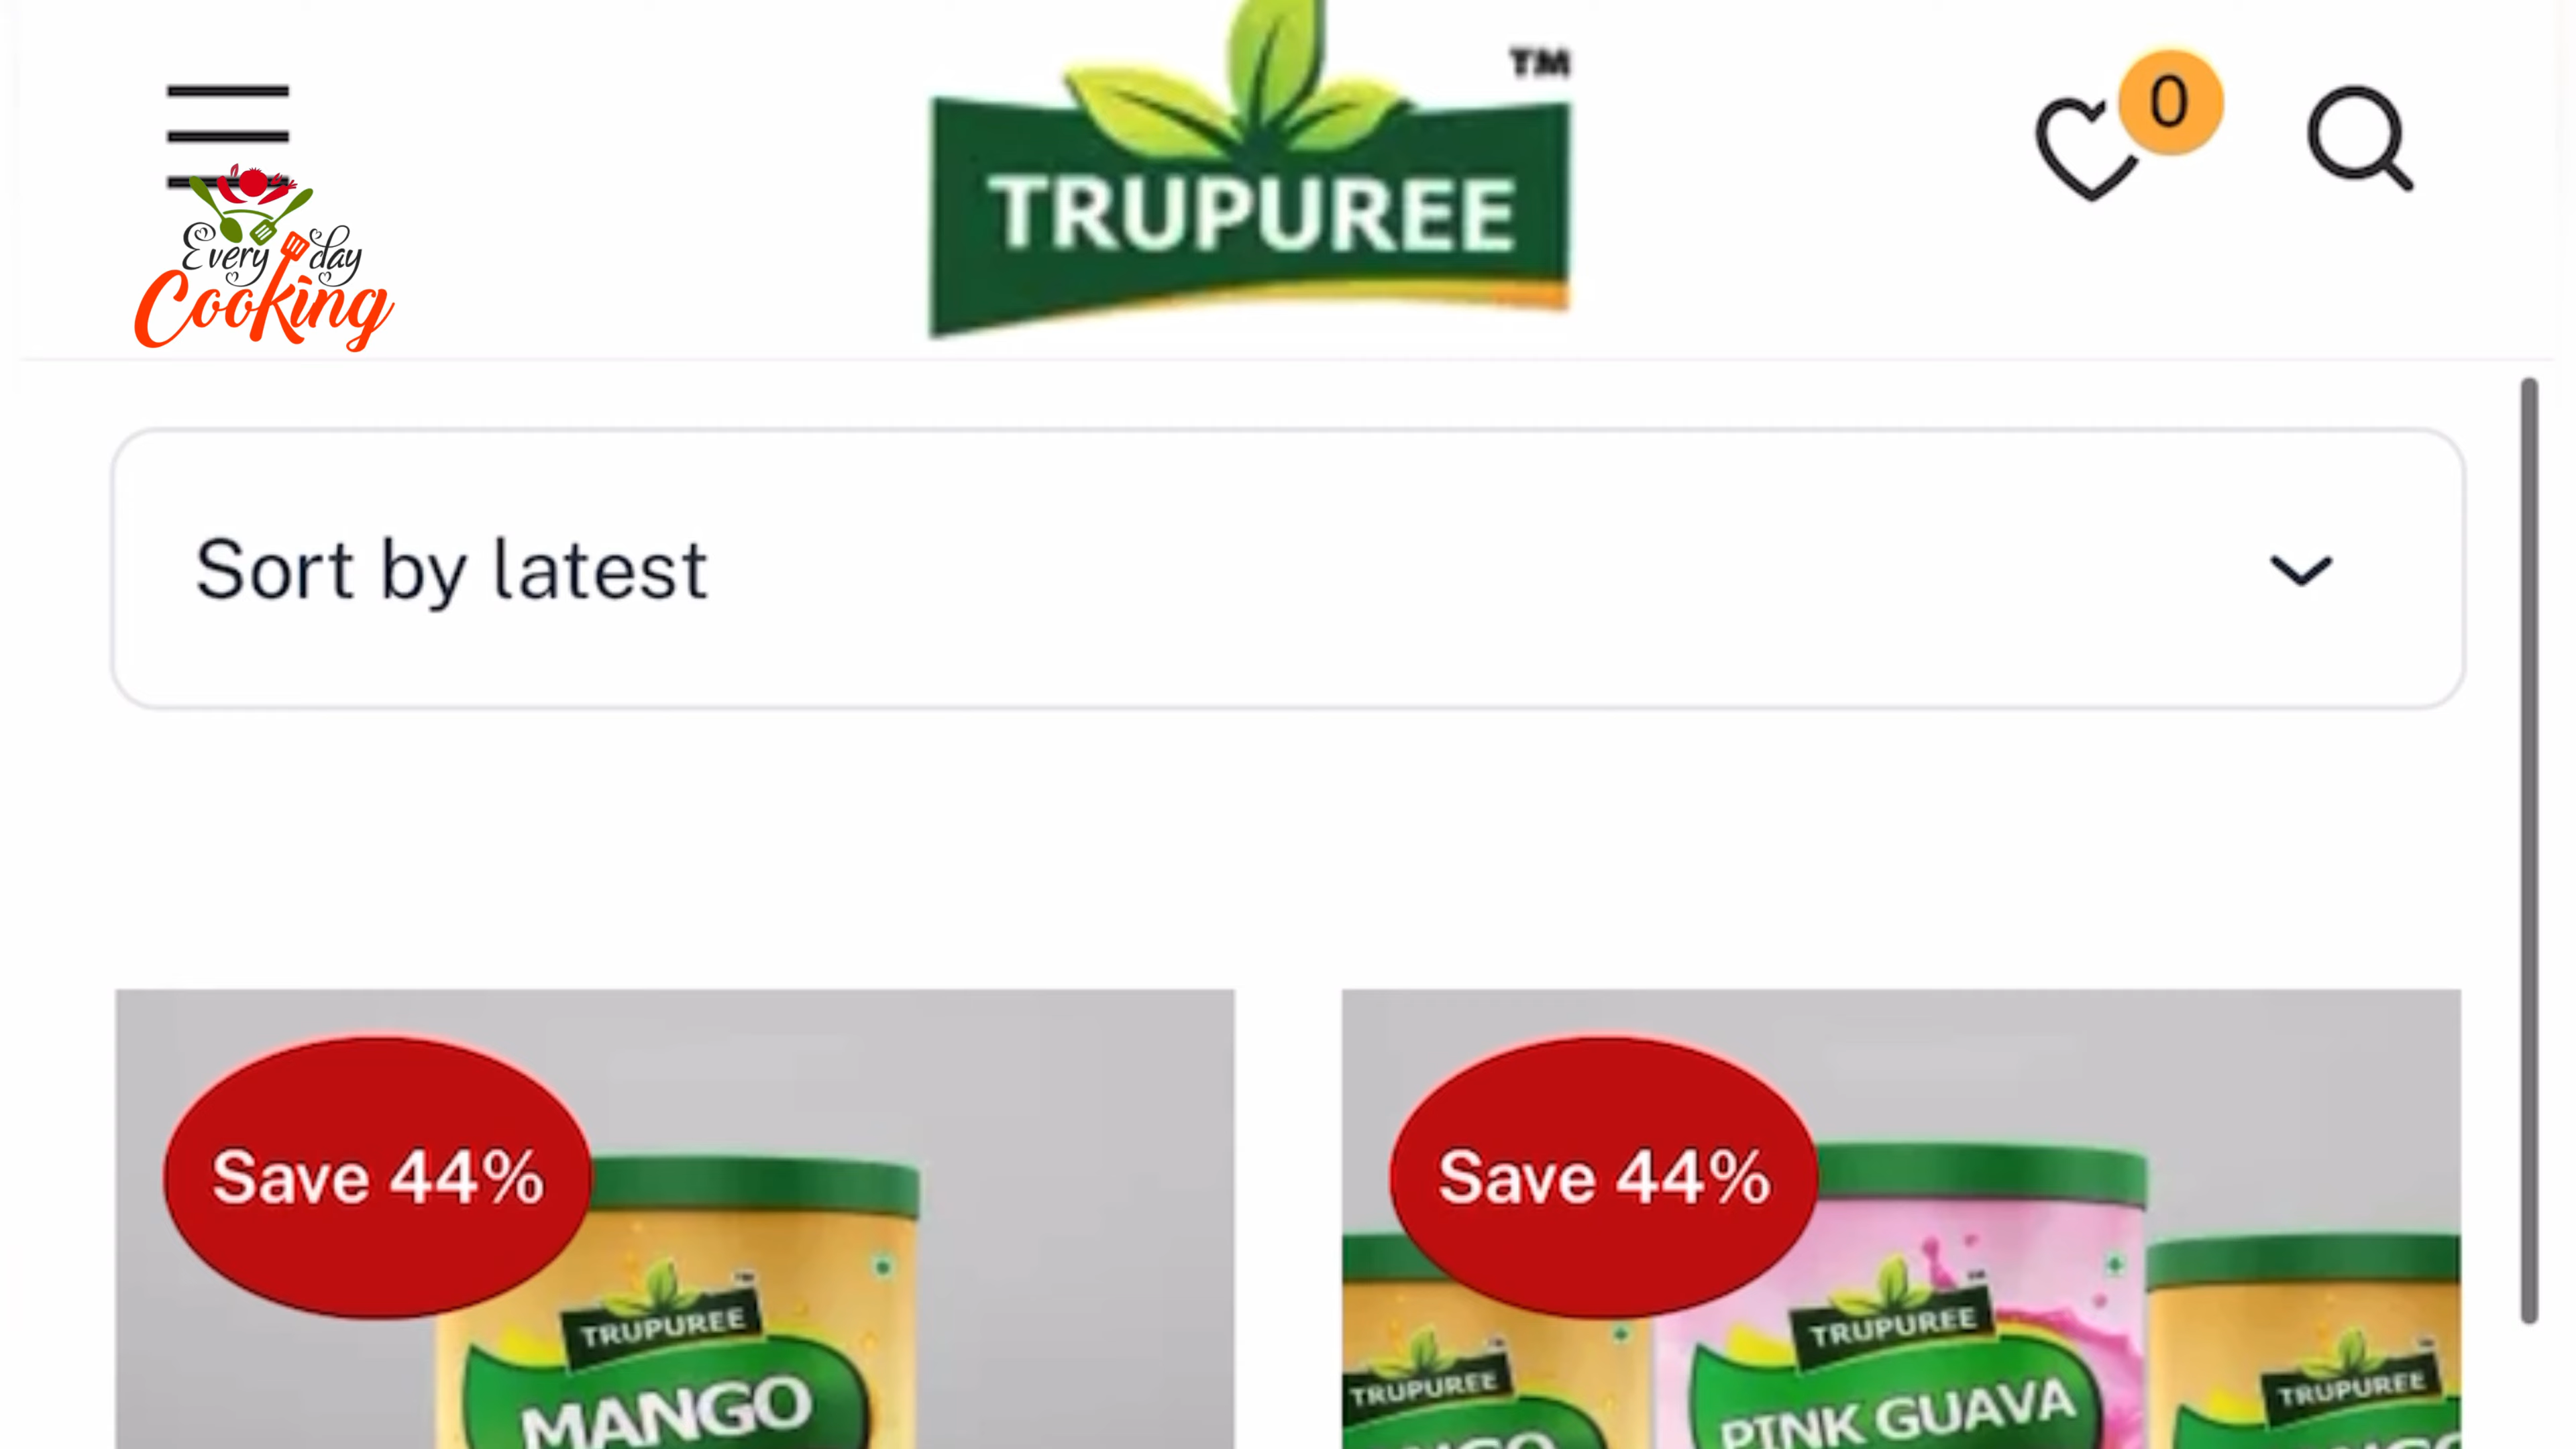 TM
0
TRUPUREE
Every day
Cooking
Sort by latest
Save 44%
Save 44%
TRUPUREE
MANGO
TRUPUREE
PINK GUAVA
TRUPUREE
TRUPUREE